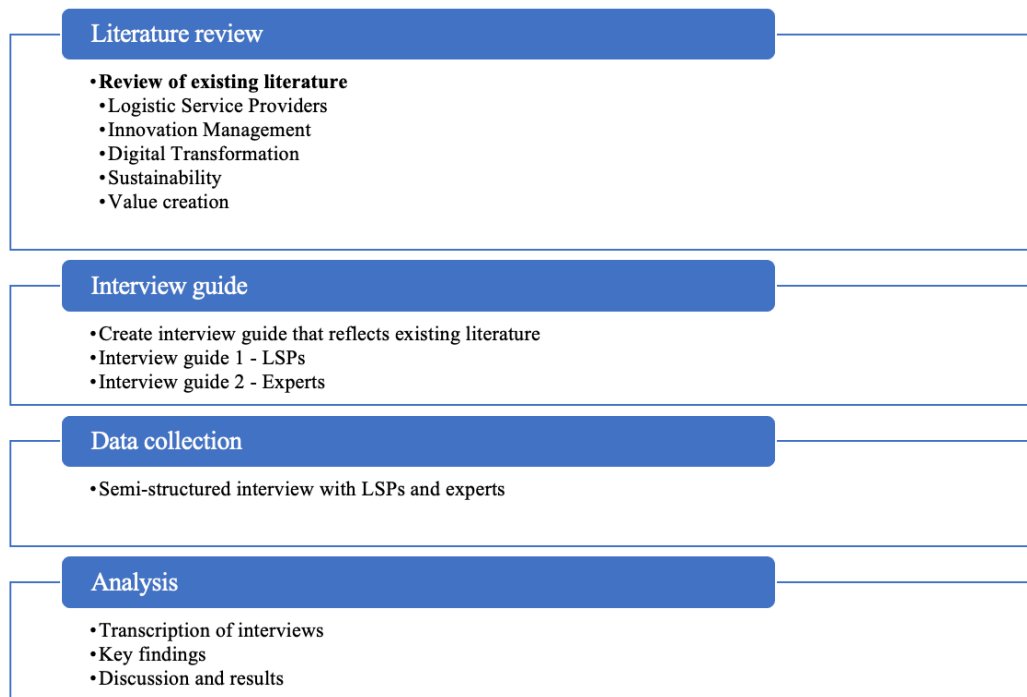 Literature review
•Review of existing literature
•Logistic Service Providers
•Innovation Management
•Digital Transformation
•Sustainability
•Value creation
Interview guide
•Create interview guide that reflects existing literature
•Interview guide 1 - LSPs
•Interview guide 2 - Experts
Data collection
•Semi-structured interview with LSPs and experts
Analysis
•Transcription of interviews
•Key findings
•Discussion and results